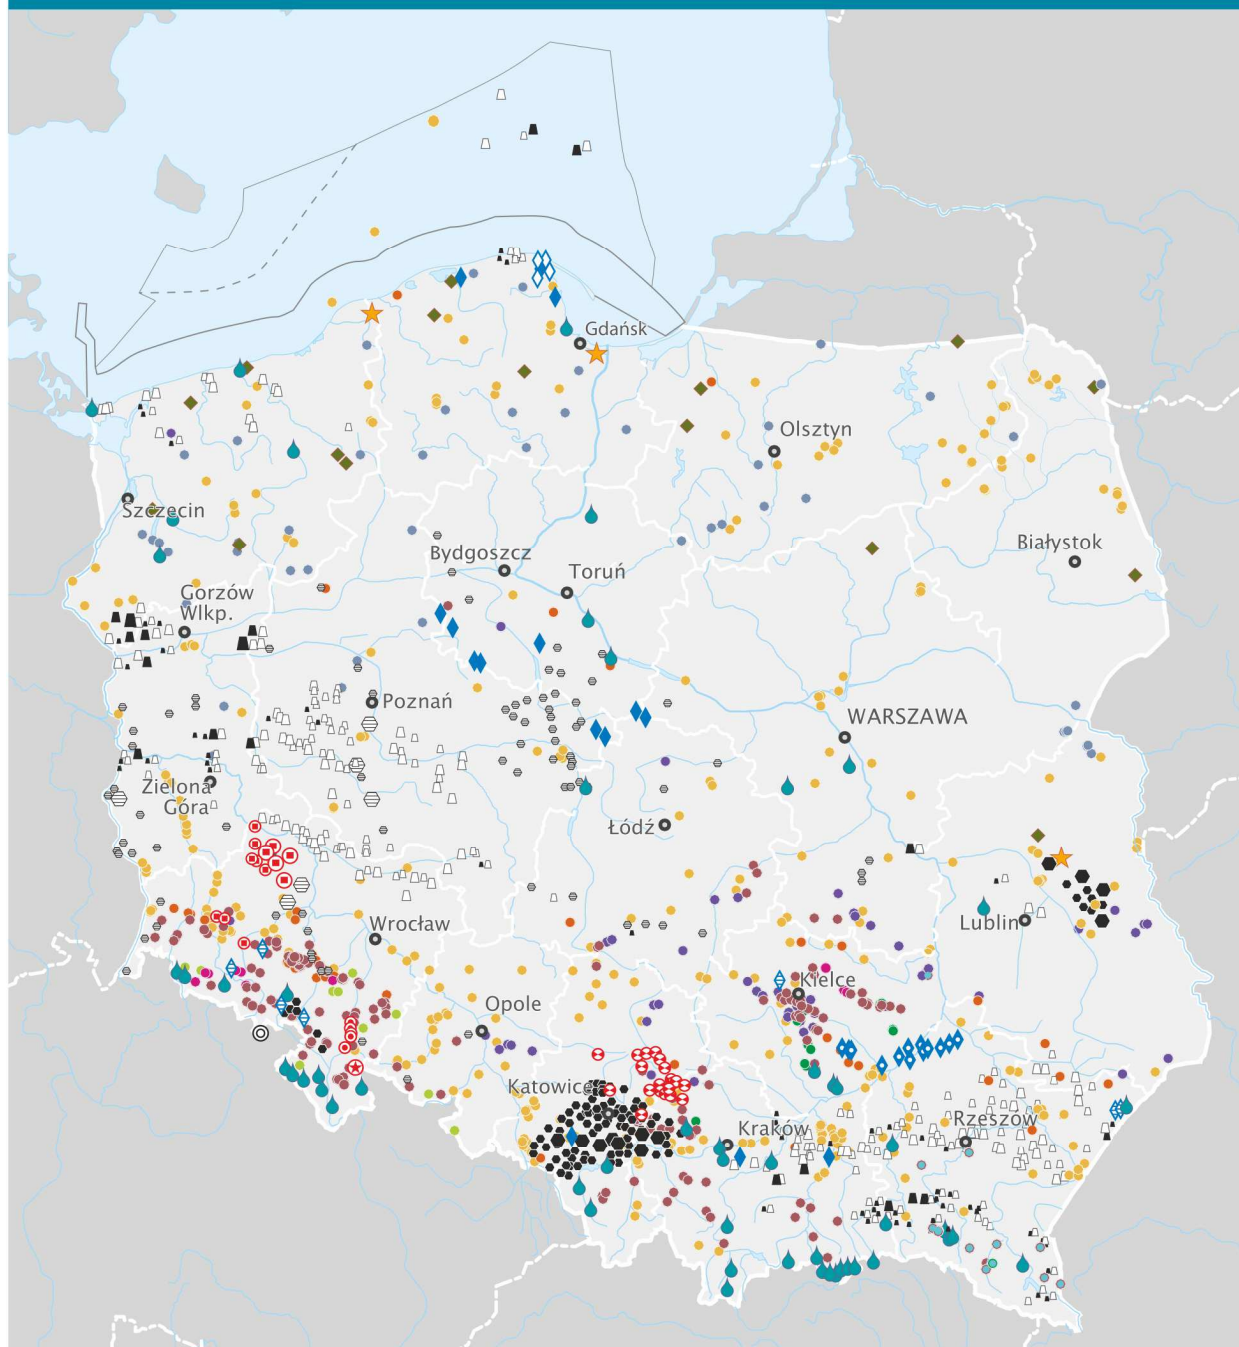 Gdańsk
Olsztyn
Szczecin
Białystok
Bydgoszcz
Toruń
Gorzów
Wlkp.
Poznań
WARSZAWA
Zielona
Góra
Łódź
Lublin
Wrocław
Kielce
Opole
Katowice
Kraków
Rzeszów